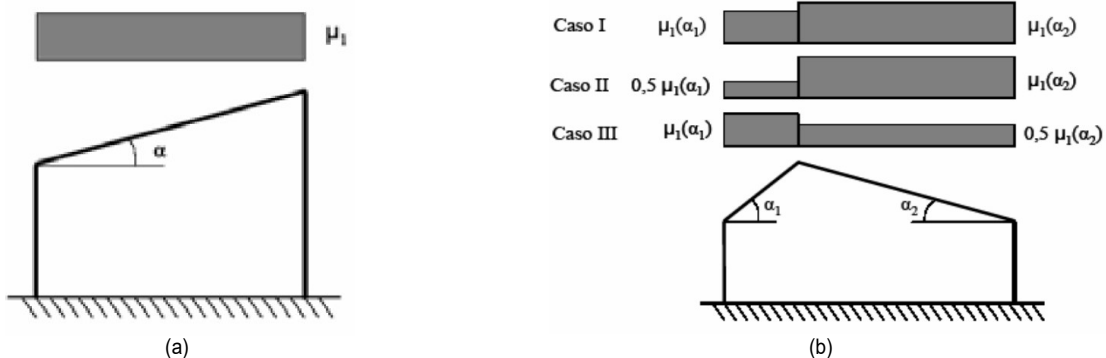 μ₁
α
(a)
Caso I μ₁(α₁) μ₁(α₂)
Caso II 0,5 μ₁(α₁) μ₁(α₂)
Caso III μ₁(α₁) 0,5 μ₁(α₂)
α₁ α₂
(b)